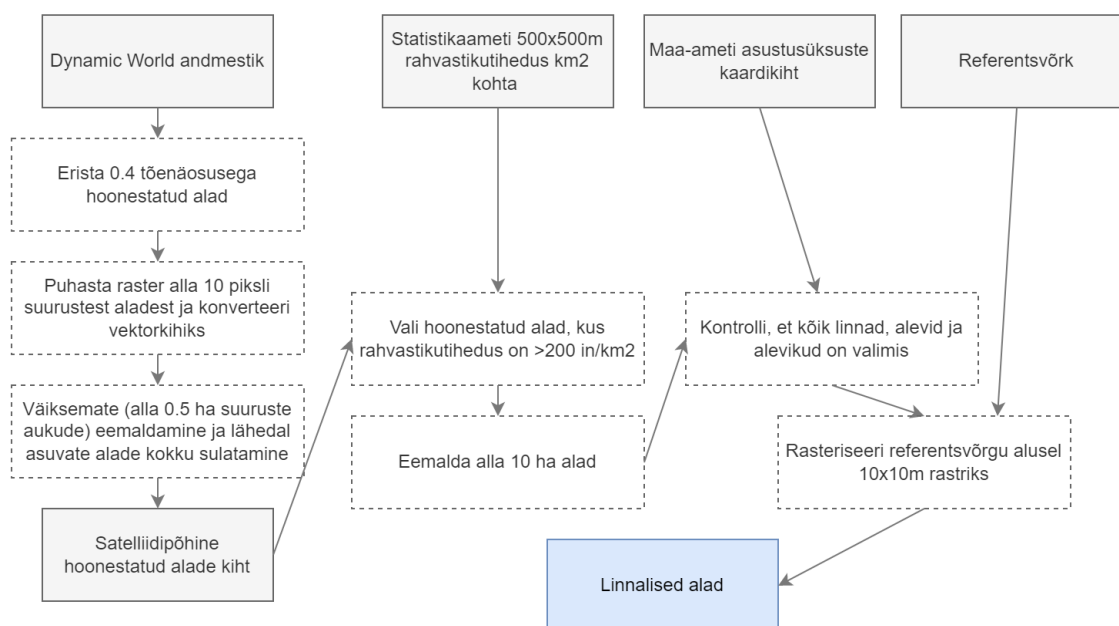 Dynamic World andmestik
Statistikaameti 500x500m
rahvastikutihedus km2
kohta
Maa-ameti asustusüksuste
kaardikiht
Referentsvõrk
Erista 0.4 tõenäosusega
hoonestatud alad
Puhasta raster alla 10 piksli
suurustest aladest ja konverteeri
vektorkihiks
Vali hoonestatud alad, kus
rahvastikutihedus on >200 in/km2
Kontrolli, et kõik linnad, alevid ja
alevikud on valimis
Väiksemate (alla 0.5 ha suuruste
aukude) eemaldamine ja lähedal
asuvate alade kokku sulatamine
Eemalda alla 10 ha alad
Rasteriseeri referentsvõrgu alusel
10x10m rastriks
Satelliidipõhine
hoonestatud alade kiht
Linnalised alad